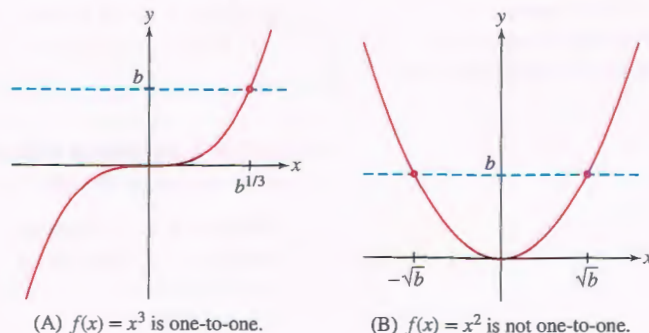 y
b
x
b^{1/3}
(A) f(x) = x³ is one-to-one.
y
b
x
−√b
√b
(B) f(x) = x² is not one-to-one.